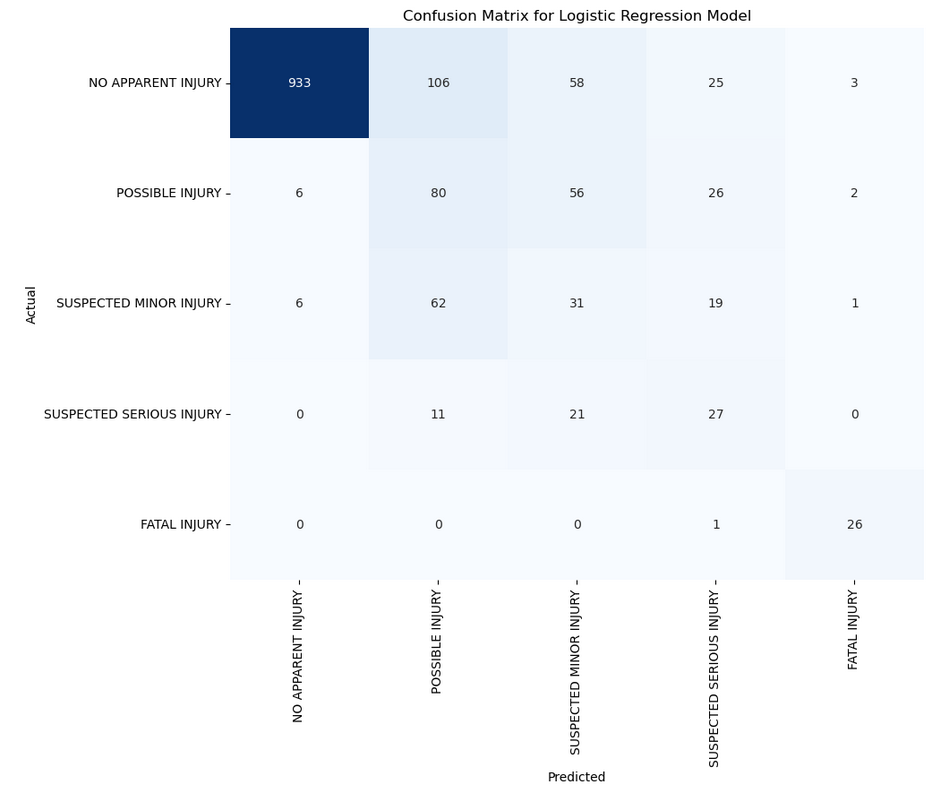 Confusion Matrix for Logistic Regression Model
NO APPARENT INJURY
933 106 58 25 3
POSSIBLE INJURY
6 80 56 26 2
Actual
SUSPECTED MINOR INJURY
6 62 31 19 1
SUSPECTED SERIOUS INJURY
0 11 21 27 0
FATAL INJURY
0 0 0 1 26
NO APPARENT INJURY
POSSIBLE INJURY
SUSPECTED MINOR INJURY
SUSPECTED SERIOUS INJURY
FATAL INJURY
Predicted